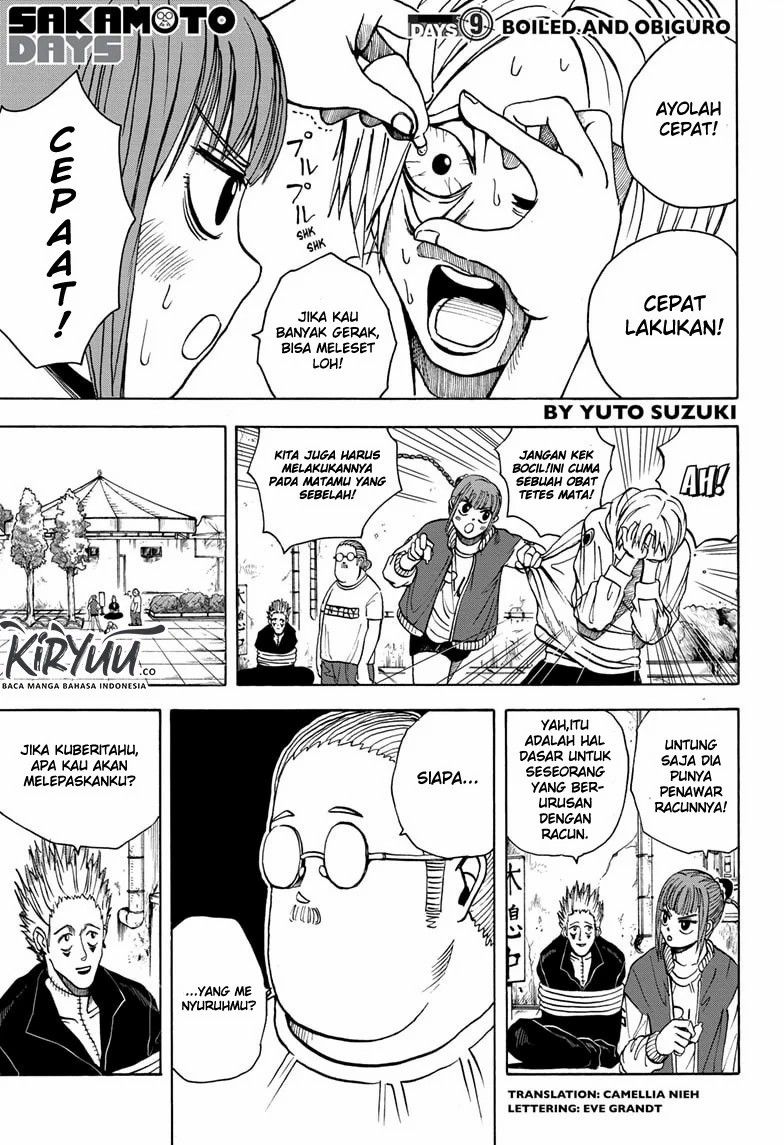 SAKAMOTO
DAYS
DAYS 9 BOILED AND OBIGURO
AYOLAH
CEPAT!
CEPAT
LAKUKAN!
プルプル
SHK
SHK
JIKA KAU
BANYAK GERAK,
BISA MELESET
LOH!
CEPAAT!
BY YUTO SUZUKI
AH!
JANGAN KEK
BOCIL!INI CUMA
SEBUAH OBAT
TETES MATA!
KITA JUGA HARUS
MELAKUKANNYA
PADA MATAMU YANG
SEBELAH!
KIRYUU.CO
BACA MANGA BAHASA INDONESIA
UNTUNG
SAJA DIA
PUNYA
PENAWAR
RACUNNYA!
YAH,ITU
ADALAH HAL
DASAR UNTUK
SESEORANG
YANG BER-
URUSAN
DENGAN
RACUN.
休憩中
SIAPA...
...YANG ME
NYURUHMU?
JIKA KUBERITAHU,
APA KAU AKAN
MELEPASKANKU?
TRANSLATION: CAMELLIA NIEH
LETTERING: EVE GRANDT